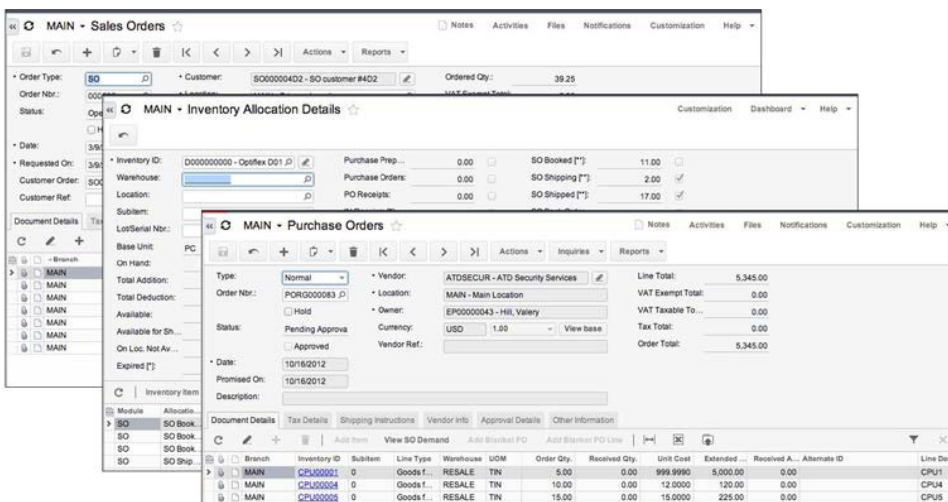 MAIN - Sales Orders
Notes Activities Files Notifications Customization Help
Actions Reports
Order Type: SO Customer: SO000004D2 - SO customer #4D2 Ordered Qty.: 39.25
Order Nbr.:
Status:
Date:
Requested On:
Customer Order:
Customer Ref.
Document Details
Branch
MAIN
MAIN
MAIN
MAIN
MAIN
MAIN
MAIN
MAIN - Inventory Allocation Details
Customization Dashboard Help
Inventory ID: D000000000 - Optiflex D01 Purchase Prep... 0.00 SO Booked [**]: 11.00
Warehouse: Purchase Orders: 0.00 SO Shipping [**]: 2.00
Location: PO Receipts: 0.00 SO Shipped [**]: 17.00
Subitem:
Lot/Serial Nbr.:
Base Unit: PC
On Hand:
Total Addition:
Total Deduction:
Available:
Available for Sh...
On Loc. Not Av...
Expired [*]:
Inventory Item
Module Allocatio...
SO SO Book...
SO SO Book...
SO SO Book...
SO SO Ship...
MAIN - Purchase Orders
Notes Activities Files Notifications Customization Help
Actions Inquiries Reports
Type: Normal Vendor: ATDSECUR - ATD Security Services Line Total: 5,345.00
Order Nbr.: PORG000083 Location: MAIN - Main Location VAT Exempt Total: 0.00
Hold Owner: EP00000043 - Hill, Valery VAT Taxable To... 0.00
Status: Pending Approva Currency: USD 1.00 View base Tax Total: 0.00
Approved Vendor Ref.: Order Total: 5,345.00
Date: 10/16/2012
Promised On: 10/16/2012
Description:
Document Details Tax Details Shipping Instructions Vendor Info Approval Details Other Information
Add Item View SO Demand Add Blanket PO Add Blanket PO Line
Branch Inventory ID Subitem Line Type Warehouse UOM Order Qty. Received Qty. Unit Cost Extended ... Received A... Alternate ID Line De
MAIN CPU00001 0 Goods f... RESALE TIN 5.00 0.00 999.9990 5,000.00 0.00 CPU1
MAIN CPU00004 0 Goods f... RESALE TIN 10.00 0.00 12.0000 120.00 0.00 CPU4
MAIN CPU00005 0 Goods f... RESALE TIN 15.00 0.00 15.0000 225.00 0.00 CPU5